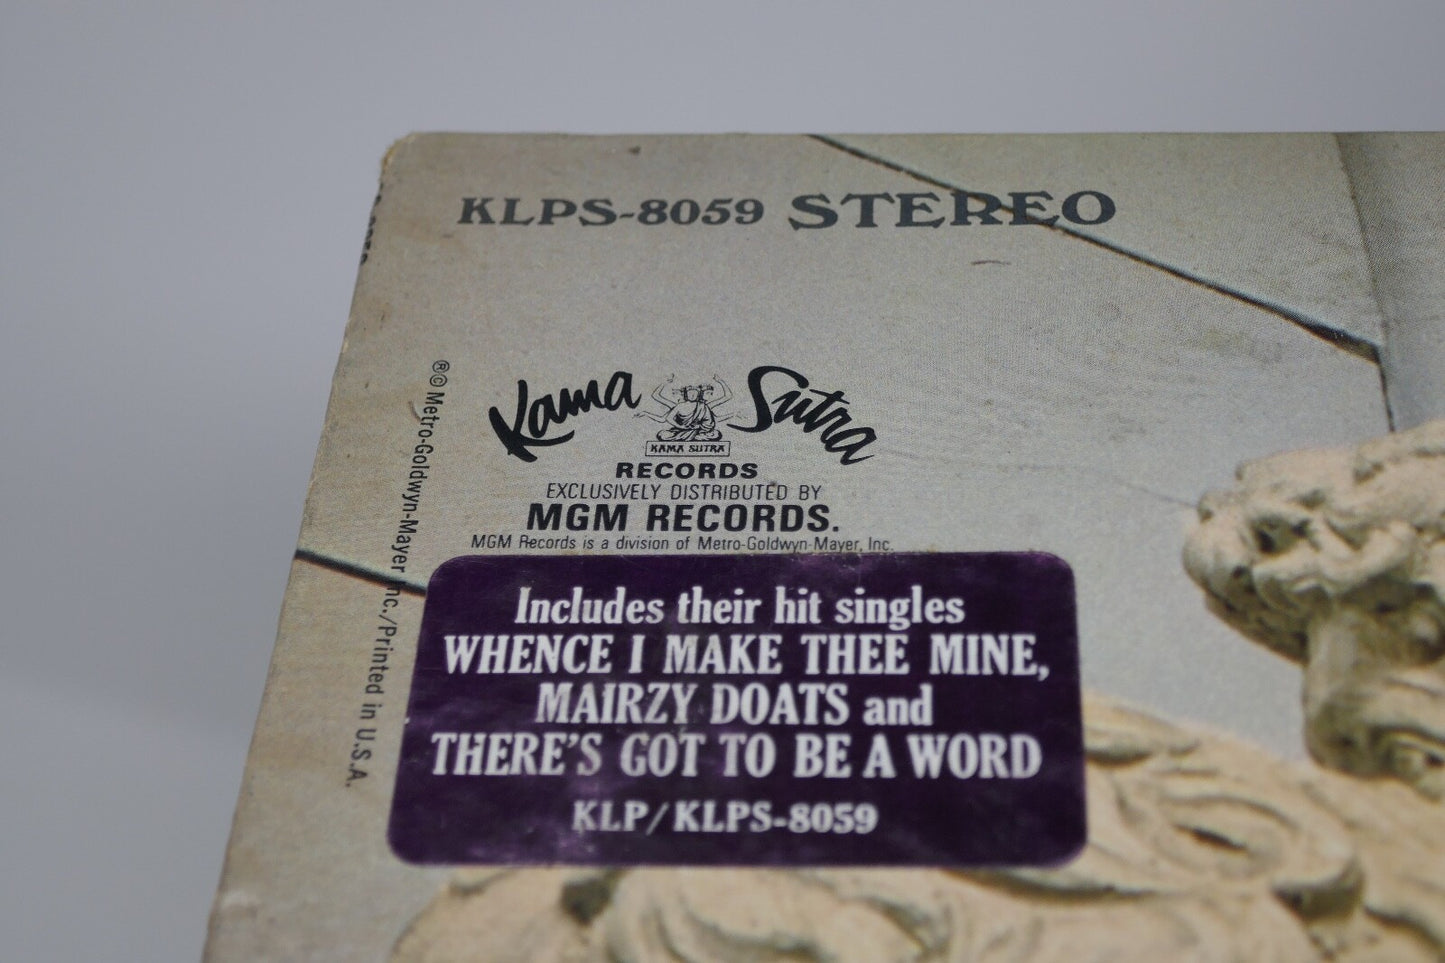 KLPS-8059 STEREO
Kama Sutra
KAMA SUTRA
RECORDS
EXCLUSIVELY DISTRIBUTED BY
MGM RECORDS.
MGM Records is a division of Metro-Goldwyn-Mayer, Inc.
®© Metro-Goldwyn-Mayer Inc./Printed in U.S.A.
Includes their hit singles
WHENCE I MAKE THEE MINE,
MAIRZY DOATS and
THERE'S GOT TO BE A WORD
KLP/KLPS-8059